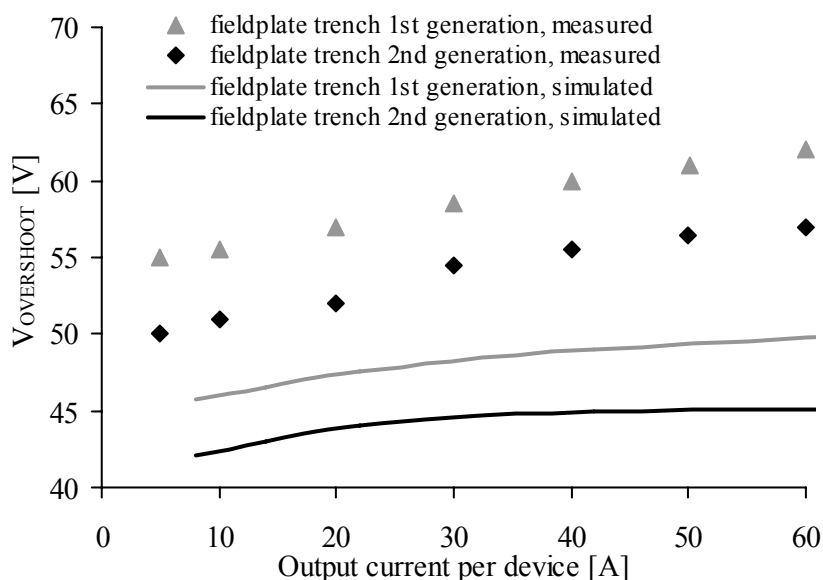 70
fieldplate trench 1st generation, measured
fieldplate trench 2nd generation, measured
fieldplate trench 1st generation, simulated
fieldplate trench 2nd generation, simulated
65
60
55
50
45
40
VOVERSHOOT [V]
0 10 20 30 40 50 60
Output current per device [A]